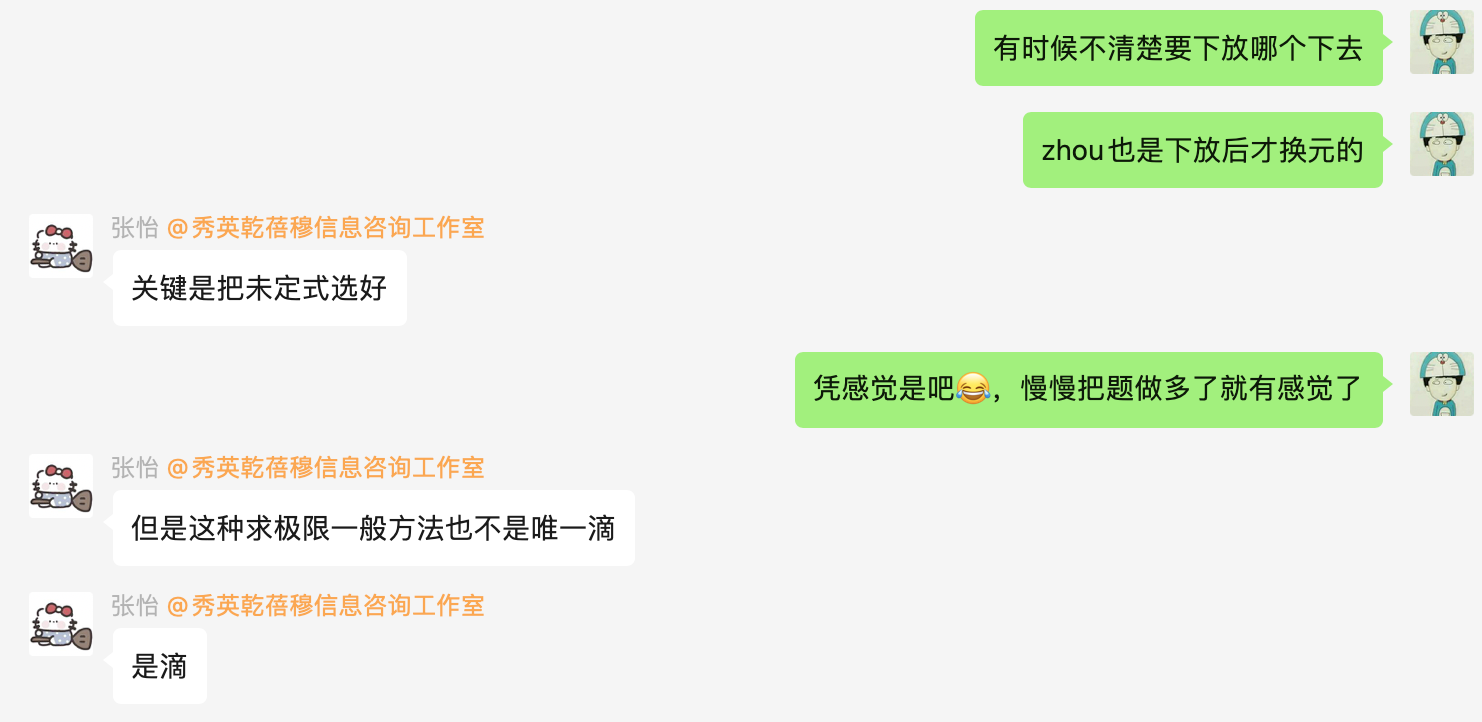 有时候不清楚要下放哪个下去
zhou也是下放后才换元的
张怡 @秀英乾蓓穆信息咨询工作室
关键是把未定式选好
凭感觉是吧😂，慢慢把题做多了就有感觉了
张怡 @秀英乾蓓穆信息咨询工作室
但是这种求极限一般方法也不是唯一滴
张怡 @秀英乾蓓穆信息咨询工作室
是滴